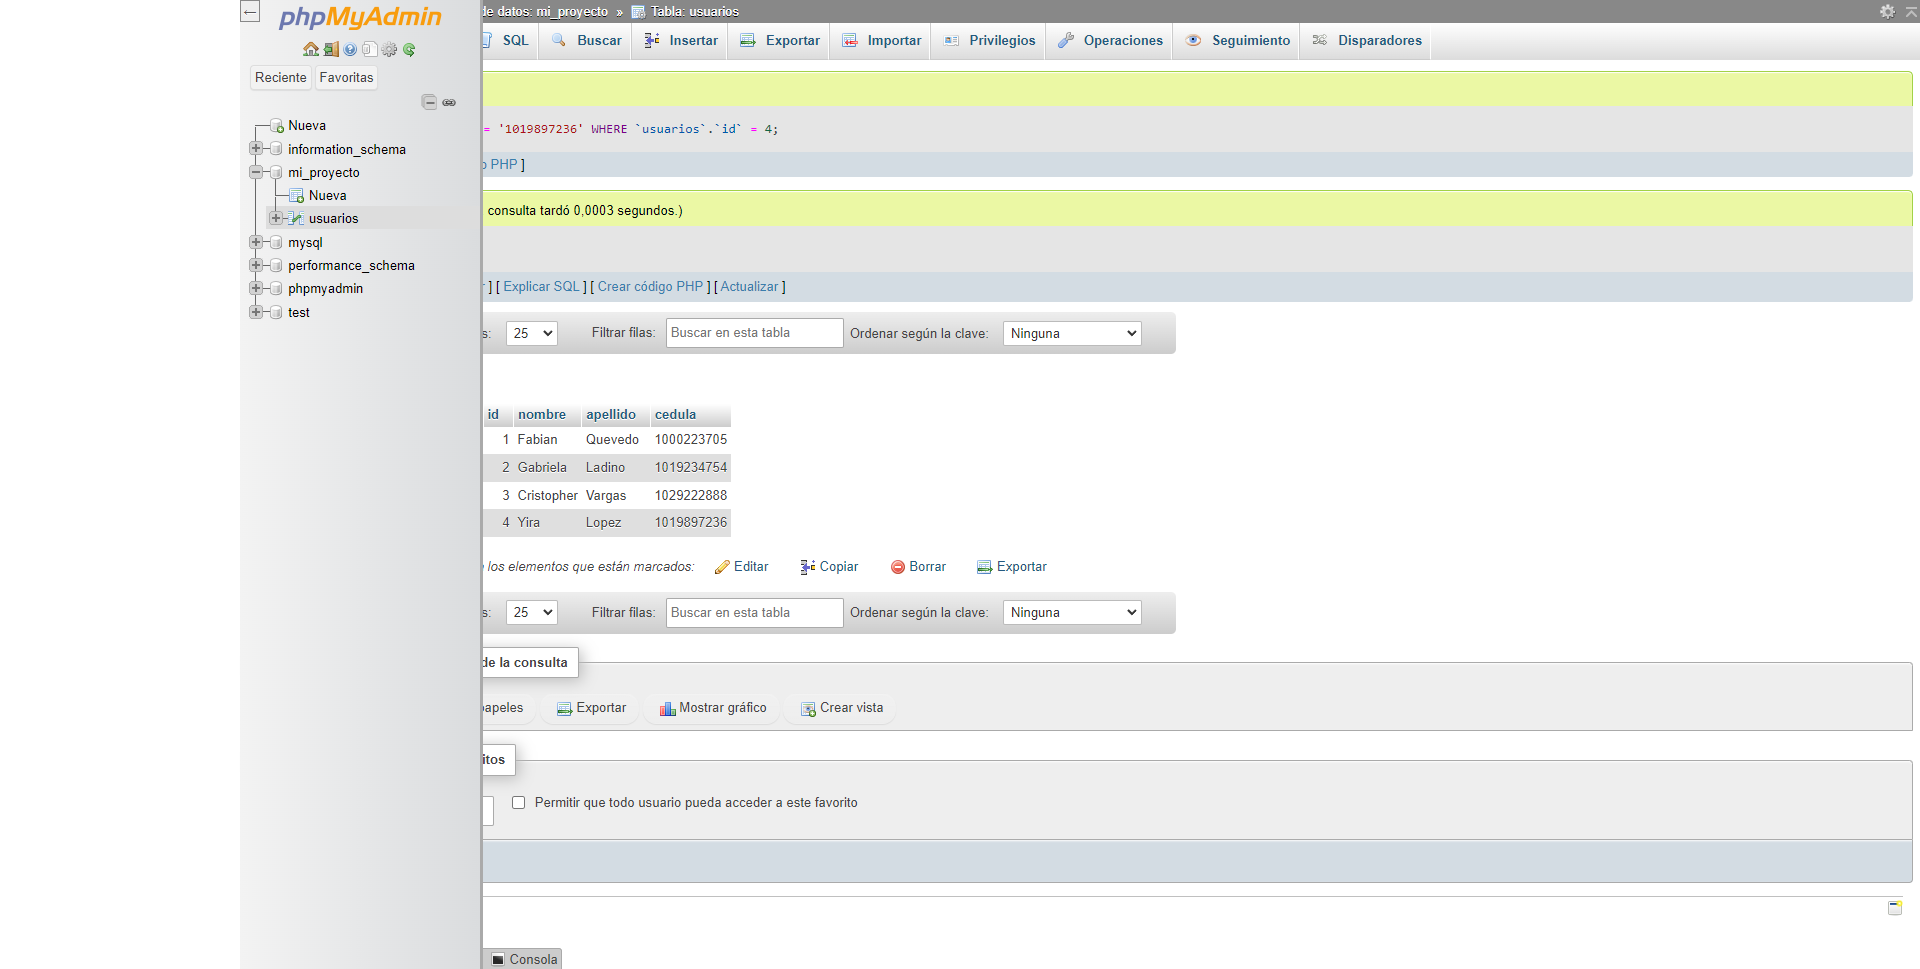 phpMyAdmin
Reciente Favoritas
Nueva
information_schema
mi_proyecto
Nueva
usuarios
mysql
performance_schema
phpmyadmin
test
de datos: mi_proyecto » Tabla: usuarios
SQL Buscar Insertar Exportar Importar Privilegios Operaciones Seguimiento Disparadores
= '1019897236' WHERE `usuarios`.`id` = 4;
PHP ]
consulta tardó 0,0003 segundos.)
] [ Explicar SQL ] [ Crear código PHP ] [ Actualizar ]
25 Filtrar filas: Buscar en esta tabla Ordenar según la clave: Ninguna
id nombre apellido cedula
1 Fabian Quevedo 1000223705
2 Gabriela Ladino 1019234754
3 Cristopher Vargas 1029222888
4 Yira Lopez 1019897236
los elementos que están marcados: Editar Copiar Borrar Exportar
25 Filtrar filas: Buscar en esta tabla Ordenar según la clave: Ninguna
de la consulta
apeles Exportar Mostrar gráfico Crear vista
itos
Permitir que todo usuario pueda acceder a este favorito
Consola